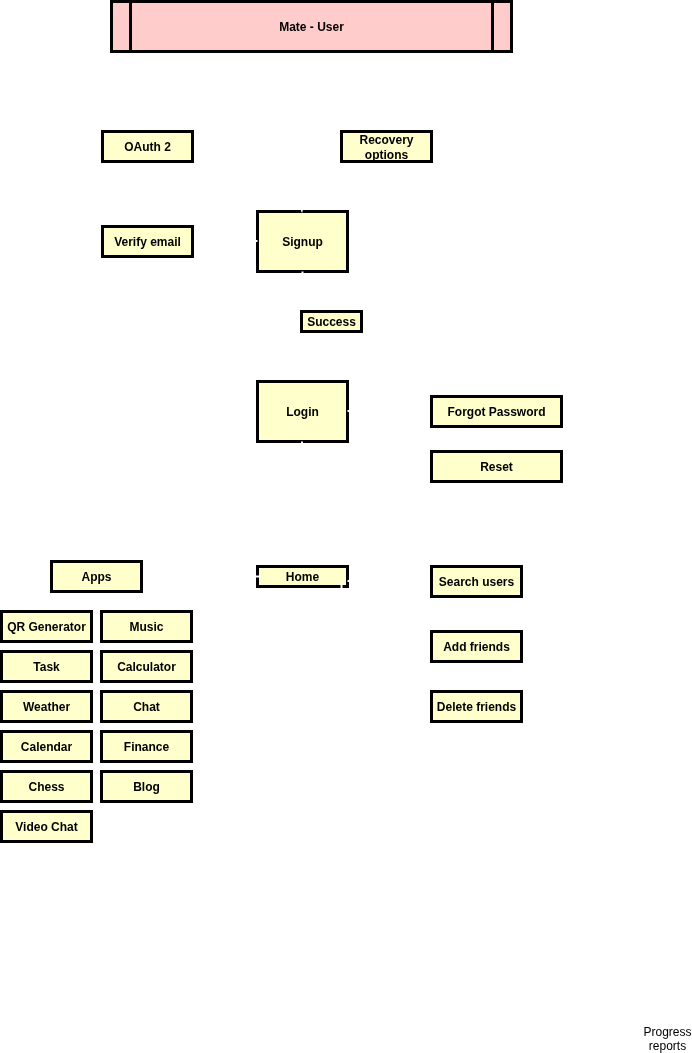 Mate - User
OAuth 2
Recovery
options
Verify email
Signup
Success
Login
Forgot Password
Reset
Apps
Home
Search users
QR Generator
Music
Add friends
Task
Calculator
Weather
Chat
Delete friends
Calendar
Finance
Chess
Blog
Video Chat
Progress
reports